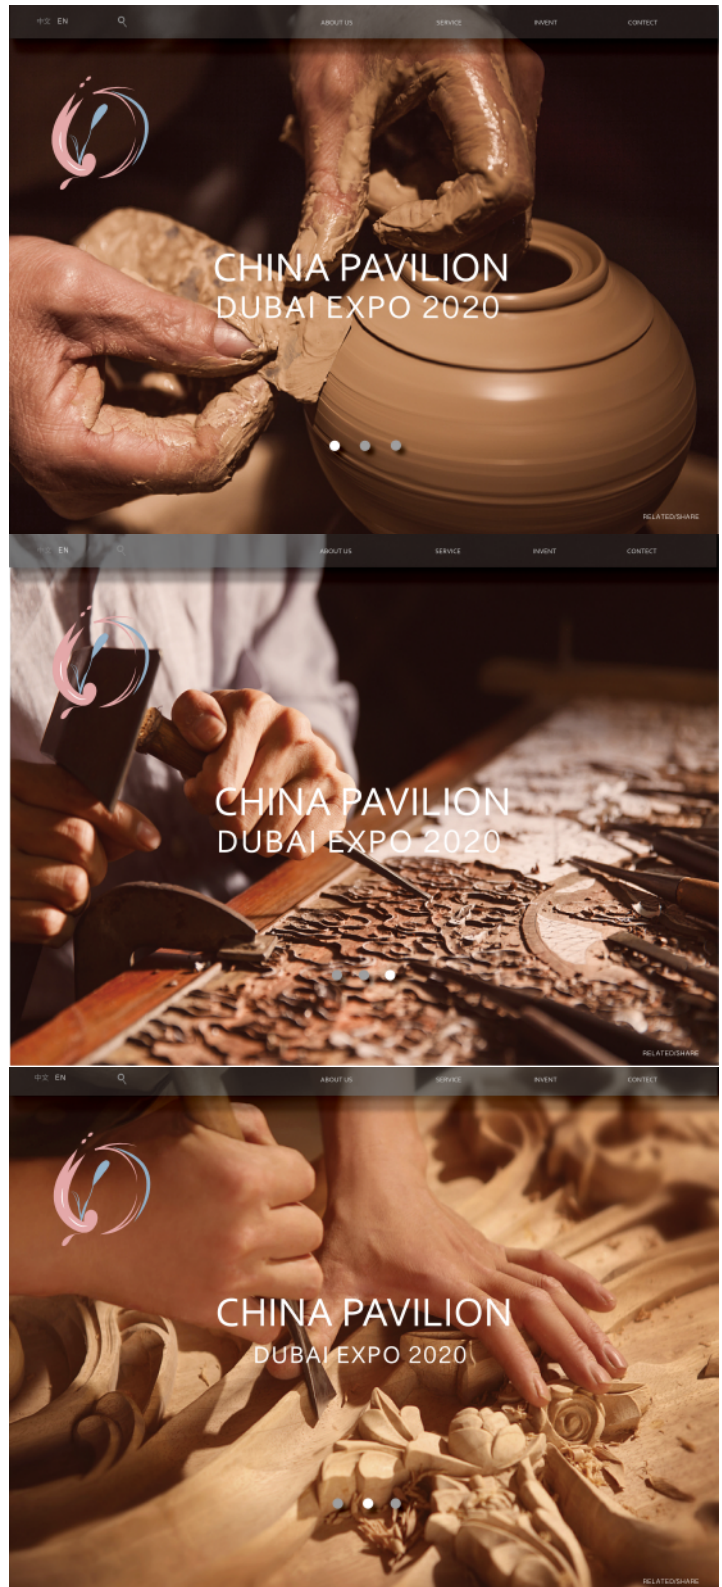 中文 EN ABOUT US SERVICE INVENT CONTECT
CHINA PAVILION
DUBAI EXPO 2020
RELATED/SHARE
中文 EN ABOUT US SERVICE INVENT CONTECT
CHINA PAVILION
DUBAI EXPO 2020
RELATED/SHARE
中文 EN ABOUT US SERVICE INVENT CONTECT
CHINA PAVILION
DUBAI EXPO 2020
RELATED/SHARE